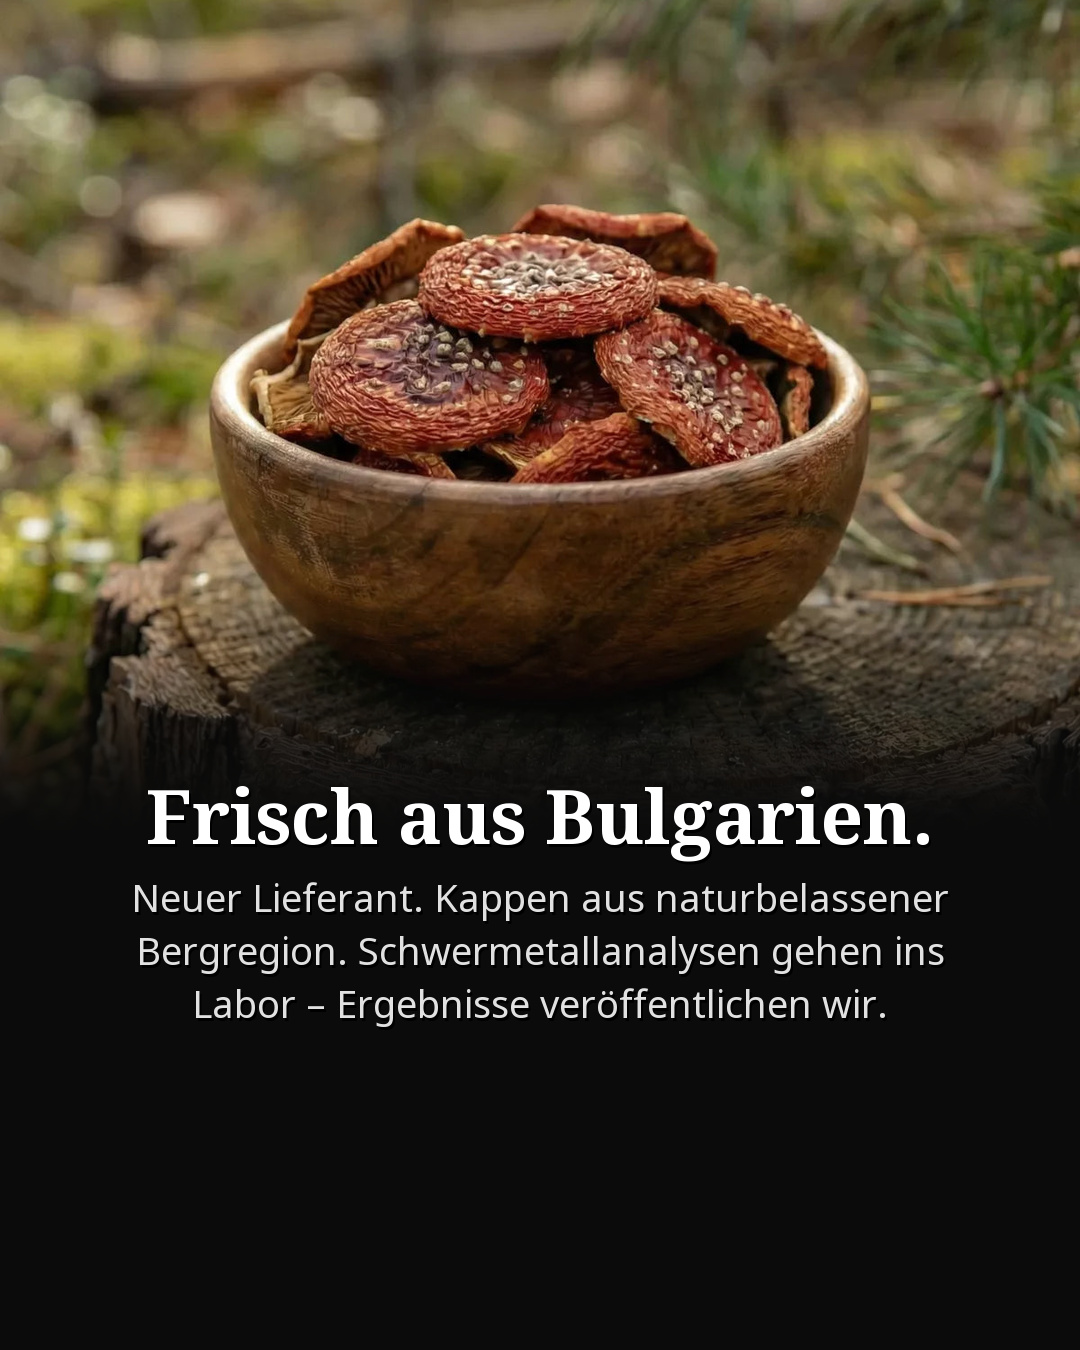 Frisch aus Bulgarien.
Neuer Lieferant. Kappen aus naturbelassener
Bergregion. Schwermetallanalysen gehen ins
Labor – Ergebnisse veröffentlichen wir.